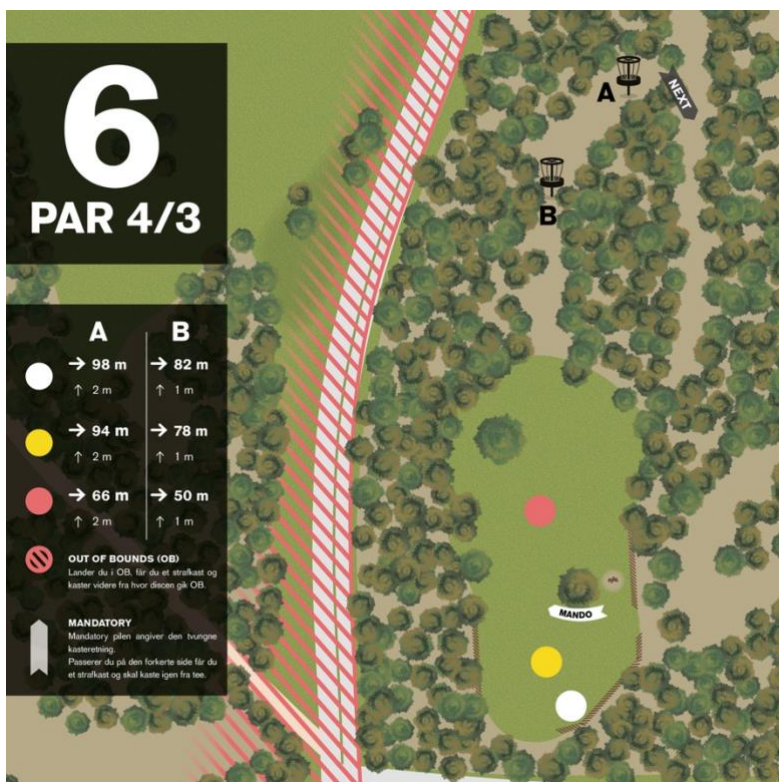 6
PAR 4/3
A
B
NEXT
A B
→ 98 m → 82 m
↑ 2 m ↑ 1 m
→ 94 m → 78 m
↑ 2 m ↑ 1 m
→ 66 m → 50 m
↑ 2 m ↑ 1 m
OUT OF BOUNDS (OB)
Lander du i OB, får du et strafkast og
kaster videre fra hvor discen gik OB.
MANDATORY
Mandatory pilen angiver den tvungne
kasteretning.
Passerer du på den forkerte side får du
et strafkast og skal kaste igen fra tee.
MANDO